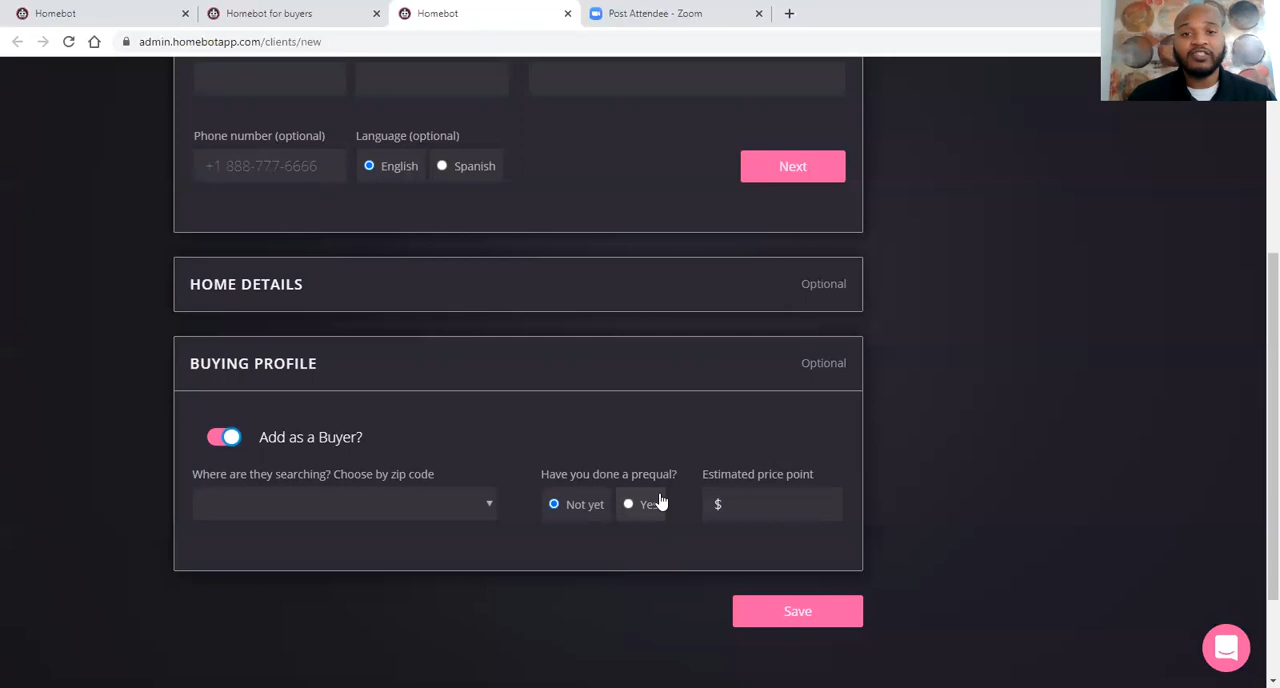 Homebot
Homebot for buyers
Homebot
Post Attendee - Zoom
admin.homebotapp.com/clients/new
Phone number (optional)
Language (optional)
+1 888-777-6666
English
Spanish
Next
HOME DETAILS
Optional
BUYING PROFILE
Optional
Add as a Buyer?
Where are they searching? Choose by zip code
Have you done a prequal?
Estimated price point
Not yet
Yes
$
Save